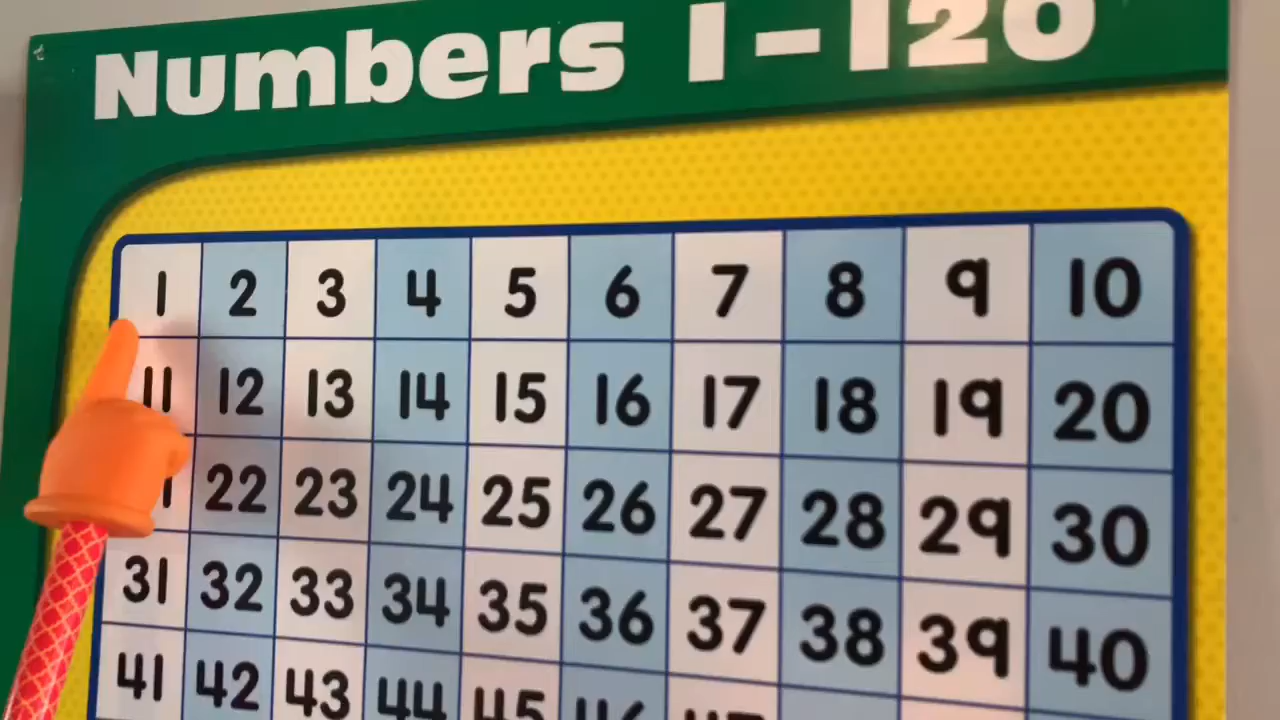 Numbers 1-120
1 2 3 4 5 6 7 8 9 10
11 12 13 14 15 16 17 18 19 20
22 23 24 25 26 27 28 29 30
31 32 33 34 35 36 37 38 39 40
41 42 43 44 45 46